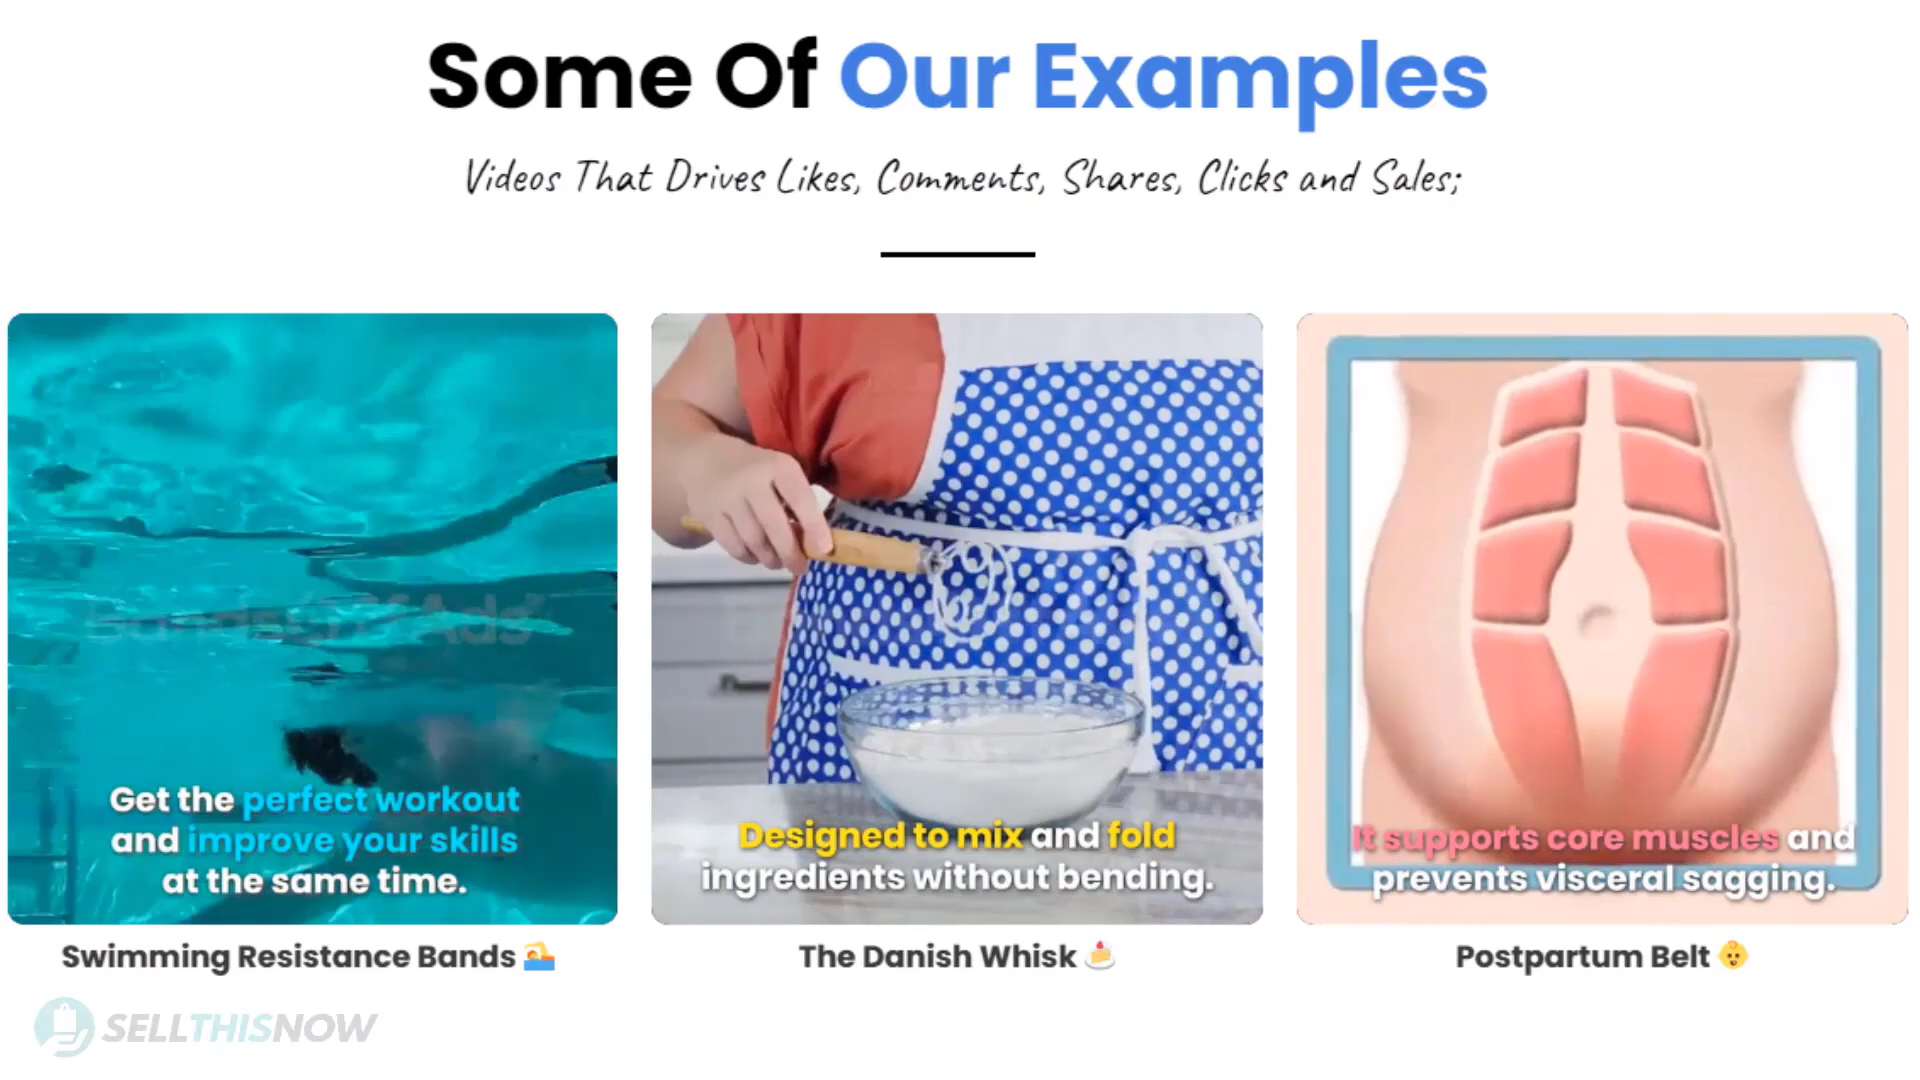 Some Of Our Examples
Videos That Drives Likes, Comments, Shares, Clicks and Sales;
Get the perfect workout
and improve your skills
at the same time.
Swimming Resistance Bands
Designed to mix and fold
ingredients without bending.
The Danish Whisk
It supports core muscles and
prevents visceral sagging.
Postpartum Belt
SELLTHISNOW